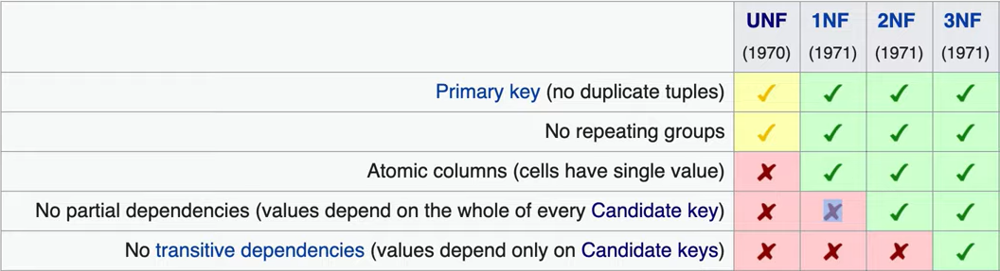 UNF 1NF 2NF 3NF
(1970) (1971) (1971) (1971)
Primary key (no duplicate tuples) ✓ ✓ ✓ ✓
No repeating groups ✓ ✓ ✓ ✓
Atomic columns (cells have single value) ✗ ✓ ✓ ✓
No partial dependencies (values depend on the whole of every Candidate key) ✗ ✗ ✓ ✓
No transitive dependencies (values depend only on Candidate keys) ✗ ✗ ✗ ✓